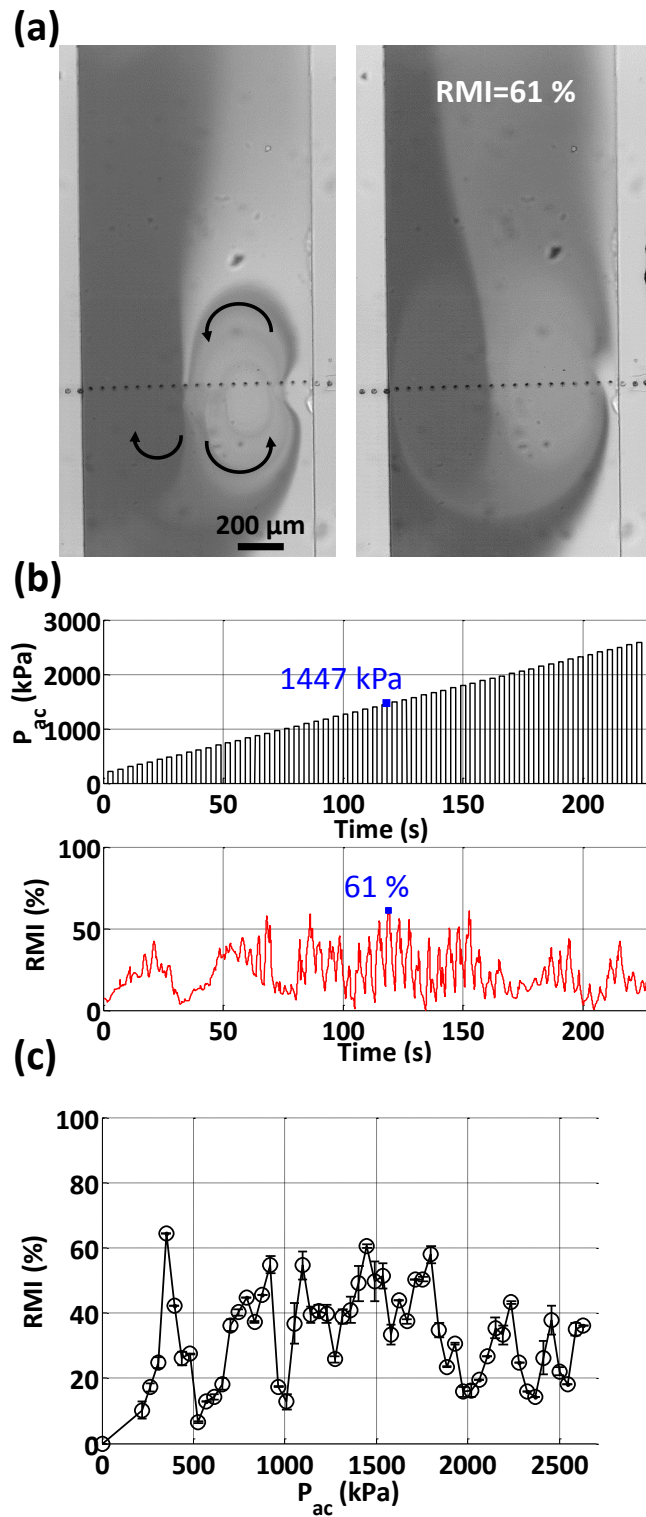 (a)
RMI=61 %
200 µm
(b)
3000
2000
1000
0
P_ac (kPa)
1447 kPa
0 50 100 150 200
Time (s)
100
50
0
RMI (%)
61 %
0 50 100 150 200
Time (s)
(c)
100
80
60
40
20
0
RMI (%)
0 500 1000 1500 2000 2500
P_ac (kPa)